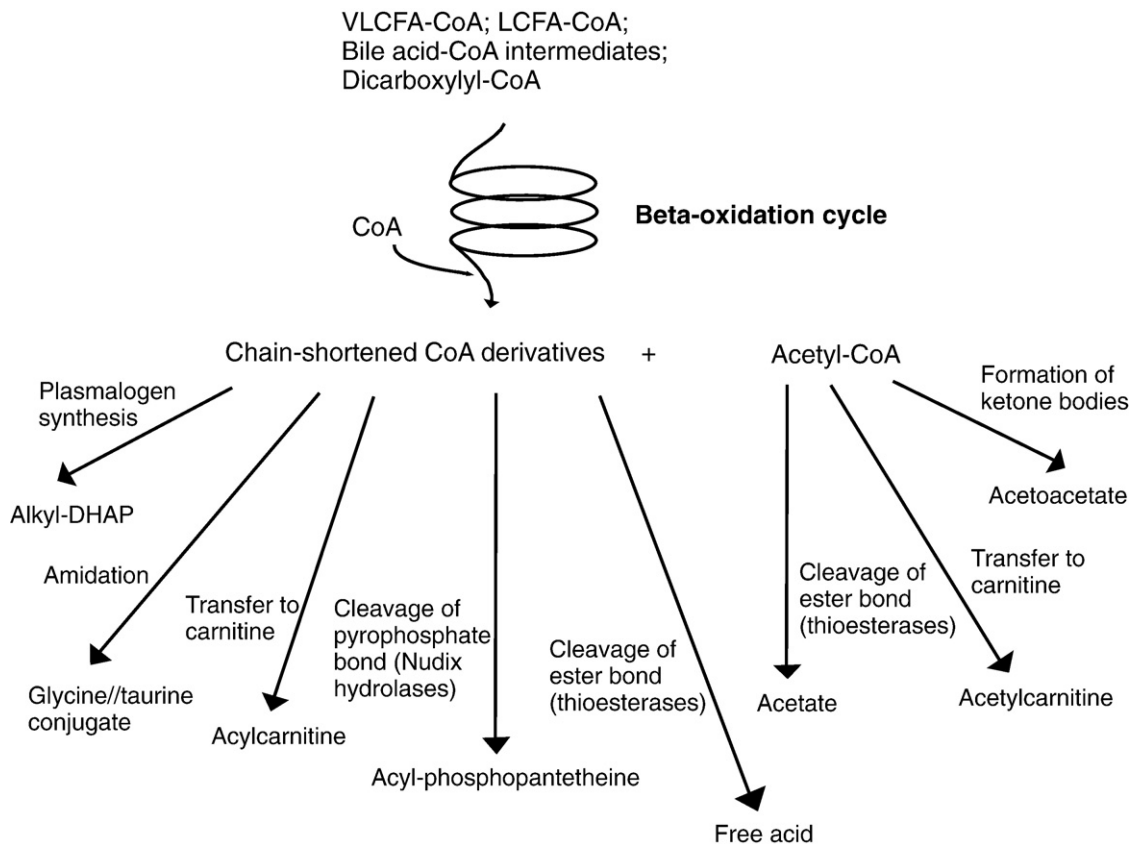 VLCFA-CoA; LCFA-CoA;
Bile acid-CoA intermediates;
Dicarboxylyl-CoA
Beta-oxidation cycle
CoA
Chain-shortened CoA derivatives + Acetyl-CoA
Plasmalogen
synthesis
Formation of
ketone bodies
Alkyl-DHAP
Acetoacetate
Amidation
Transfer to
carnitine
Cleavage of
pyrophosphate
bond (Nudix
hydrolases)
Cleavage of
ester bond
(thioesterases)
Cleavage of
ester bond
(thioesterases)
Transfer to
carnitine
Glycine//taurine
conjugate
Acylcarnitine
Acyl-phosphopantetheine
Free acid
Acetate
Acetylcarnitine